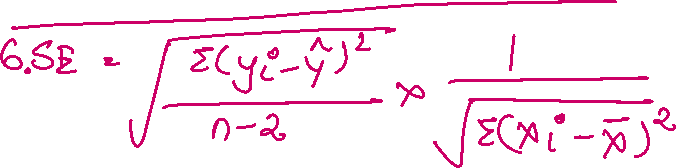 6.SE = √(Σ(yi-ŷ)²/(n-2)) × 1/√(Σ(xi-x̄)²)